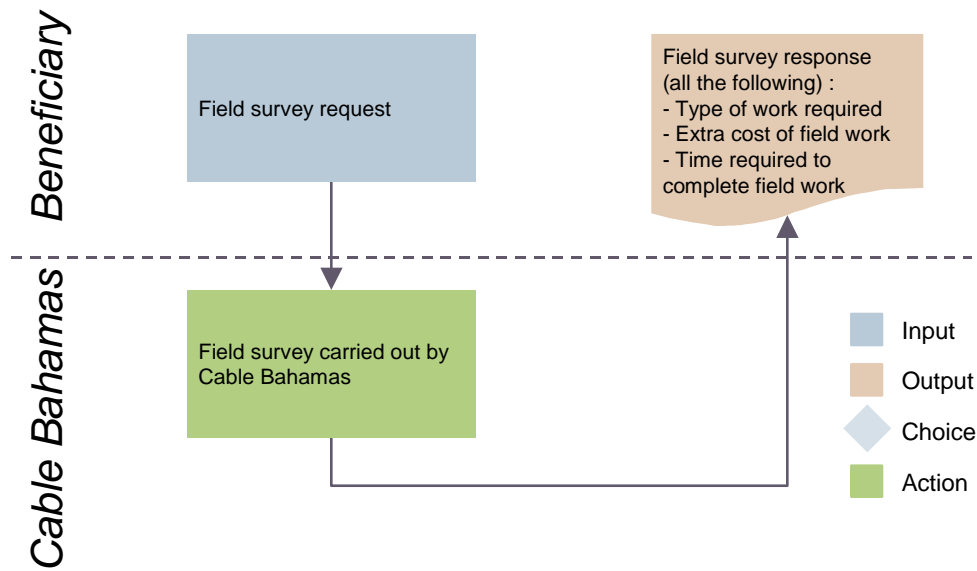 Beneficiary
Field survey request
Field survey response
(all the following) :
- Type of work required
- Extra cost of field work
- Time required to
complete field work
Cable Bahamas
Field survey carried out by
Cable Bahamas
Input
Output
Choice
Action